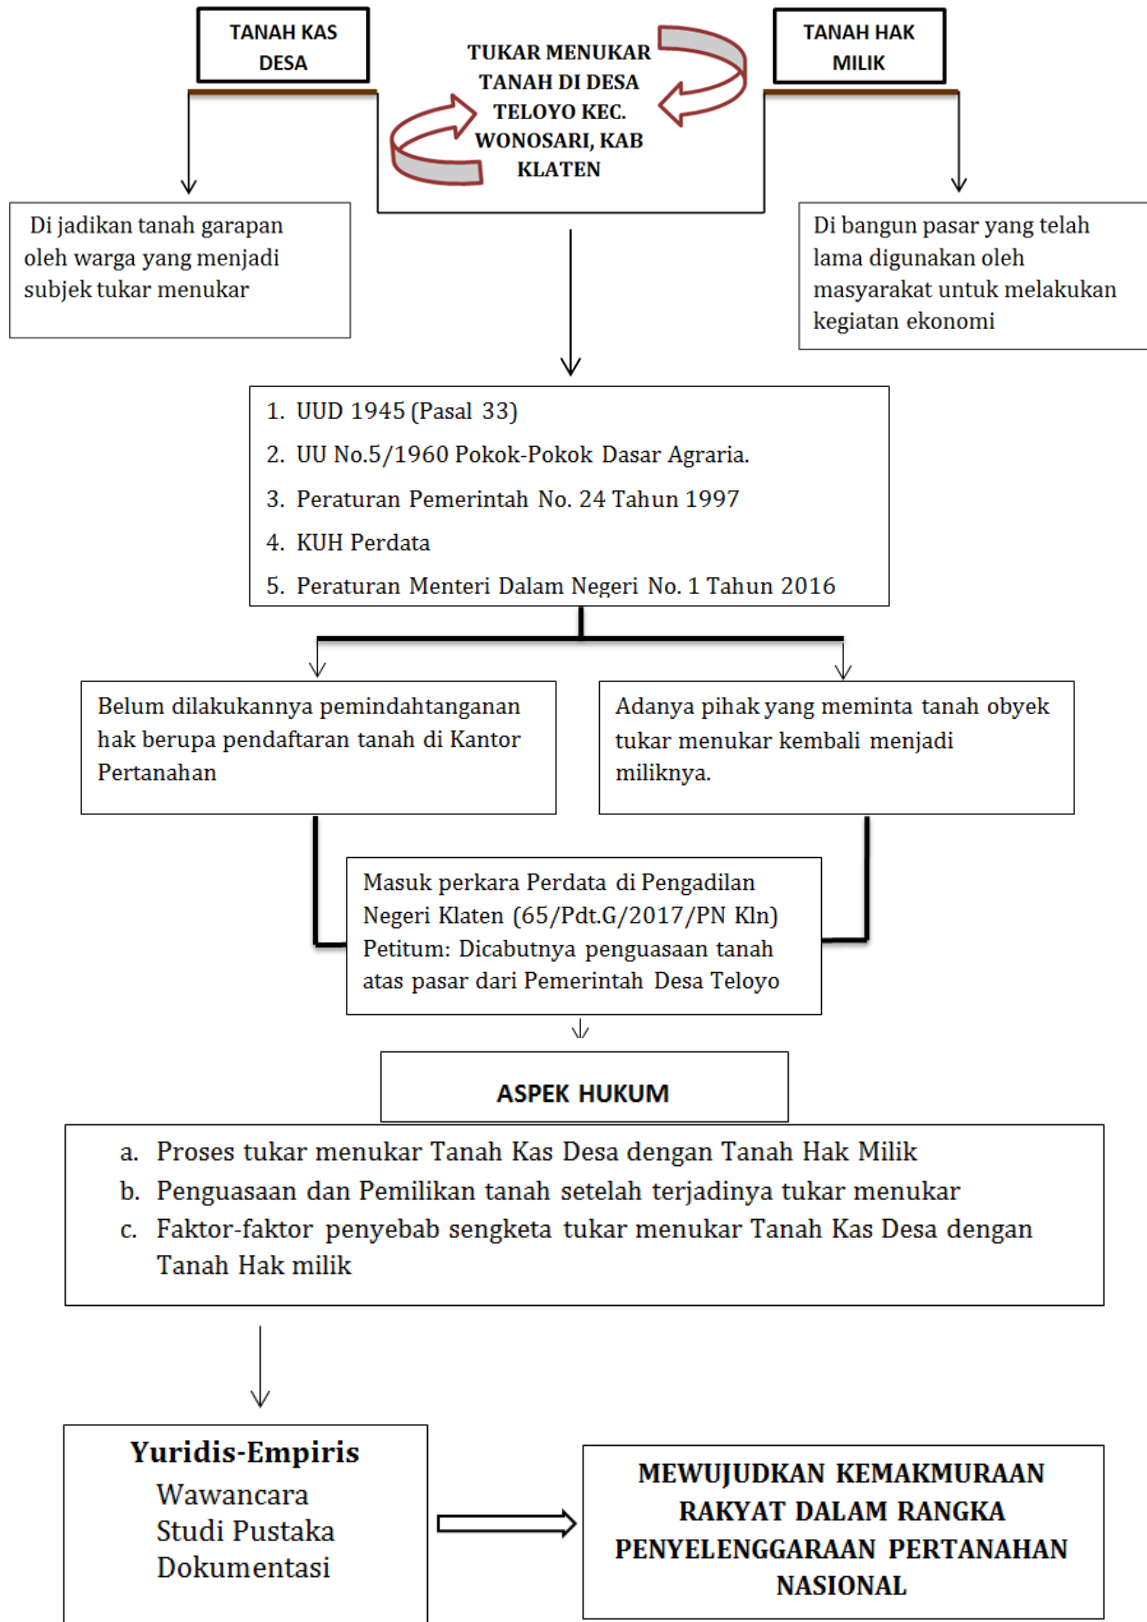 TANAH KAS
DESA
TUKAR MENUKAR
TANAH DI DESA
TELOYO KEC.
WONOSARI, KAB
KLATEN
TANAH HAK
MILIK
Di jadikan tanah garapan
oleh warga yang menjadi
subjek tukar menukar
Di bangun pasar yang telah
lama digunakan oleh
masyarakat untuk melakukan
kegiatan ekonomi
1. UUD 1945 (Pasal 33)
2. UU No.5/1960 Pokok-Pokok Dasar Agraria.
3. Peraturan Pemerintah No. 24 Tahun 1997
4. KUH Perdata
5. Peraturan Menteri Dalam Negeri No. 1 Tahun 2016
Belum dilakukannya pemindahtanganan
hak berupa pendaftaran tanah di Kantor
Pertanahan
Adanya pihak yang meminta tanah obyek
tukar menukar kembali menjadi
miliknya.
Masuk perkara Perdata di Pengadilan
Negeri Klaten (65/Pdt.G/2017/PN Kln)
Petitum: Dicabutnya penguasaan tanah
atas pasar dari Pemerintah Desa Teloyo
ASPEK HUKUM
a. Proses tukar menukar Tanah Kas Desa dengan Tanah Hak Milik
b. Penguasaan dan Pemilikan tanah setelah terjadinya tukar menukar
c. Faktor-faktor penyebab sengketa tukar menukar Tanah Kas Desa dengan
Tanah Hak milik
Yuridis-Empiris
Wawancara
Studi Pustaka
Dokumentasi
MEWUJUDKAN KEMAKMURAAN
RAKYAT DALAM RANGKA
PENYELENGGARAAN PERTANAHAN
NASIONAL